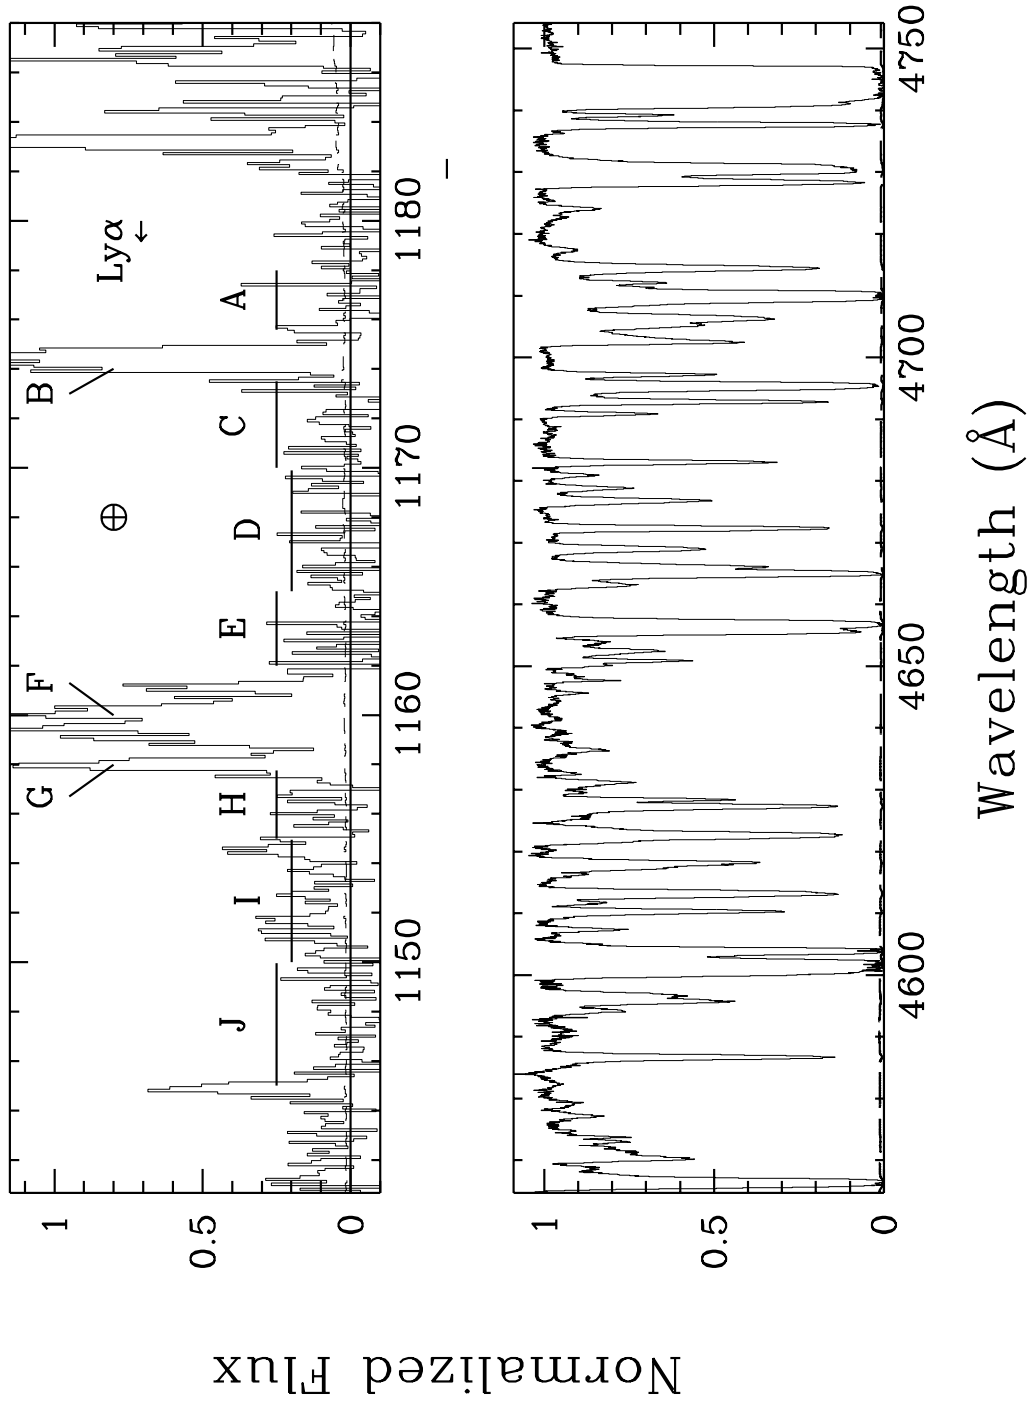 Normalized Flux
1
0.5
0
J
I
H
G
F
E
D
C
B
A
⊕
Lyα
←
1150
1160
1170
1180
1
0.5
0
4600
4650
4700
4750
Wavelength (Å)